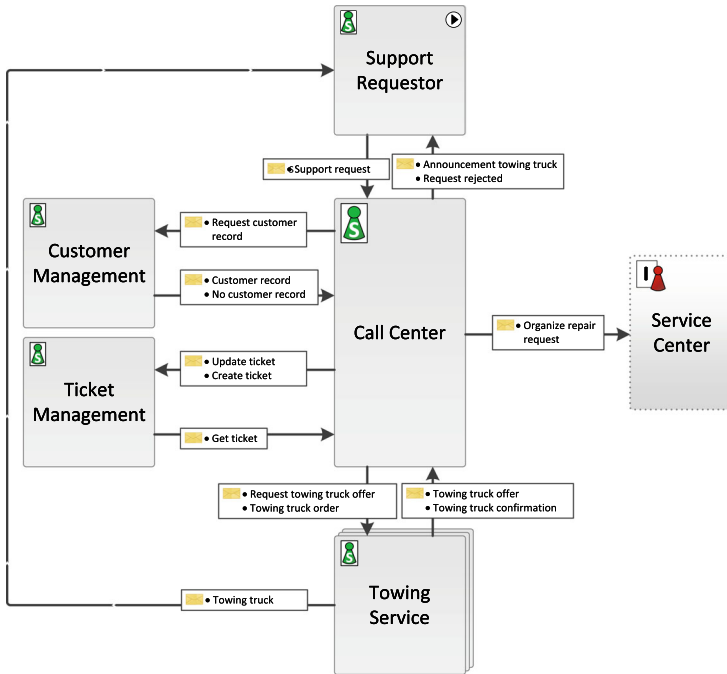 Support
Requestor
• Support request
• Announcement towing truck
• Request rejected
Customer
Management
• Request customer
record
• Customer record
• No customer record
Call Center
• Organize repair
request
Service
Center
Ticket
Management
• Update ticket
• Create ticket
• Get ticket
• Request towing truck offer
• Towing truck order
• Towing truck offer
• Towing truck confirmation
Towing
Service
• Towing truck
S
S
S
S
S
I